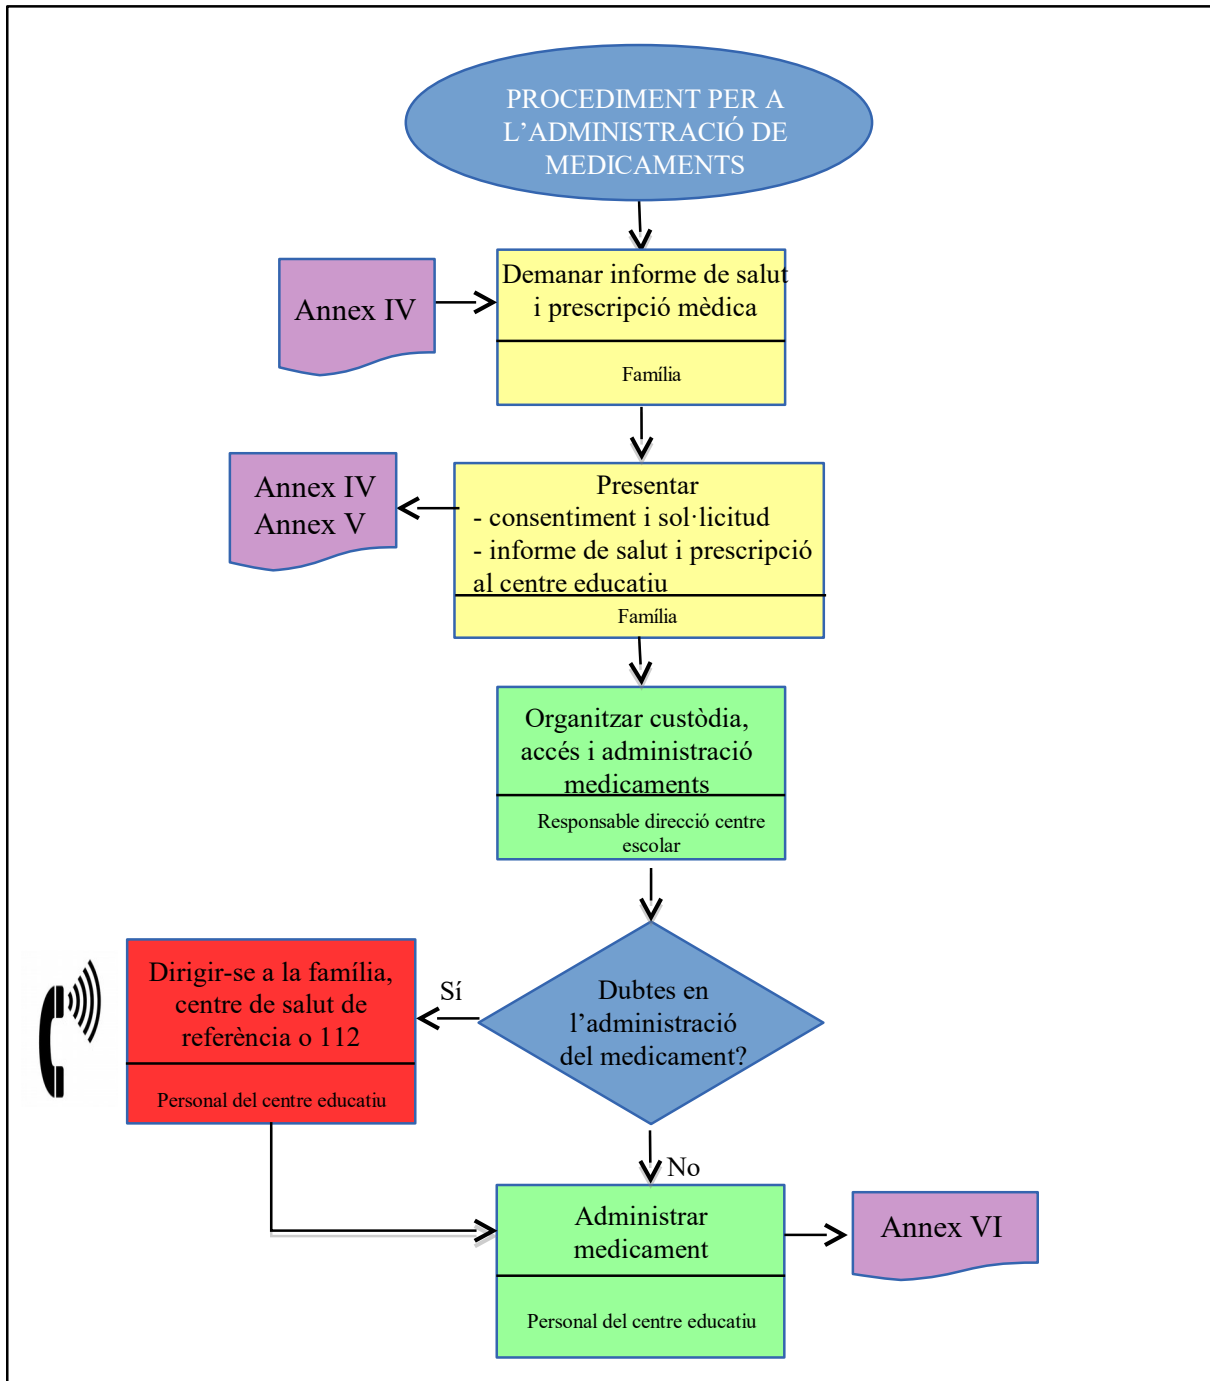 PROCEDIMENT PER A
L’ADMINISTRACIÓ DE
MEDICAMENTS
Annex IV
Demanar informe de salut
i prescripció mèdica
Família
Annex IV
Annex V
Presentar
- consentiment i sol·licitud
- informe de salut i prescripció
al centre educatiu
Família
Organitzar custòdia,
accés i administració
medicaments
Responsable direcció centre
escolar
Dubtes en
l’administració
del medicament?
Sí
Dirigir-se a la família,
centre de salut de
referència o 112
Personal del centre educatiu
No
Administrar
medicament
Personal del centre educatiu
Annex VI